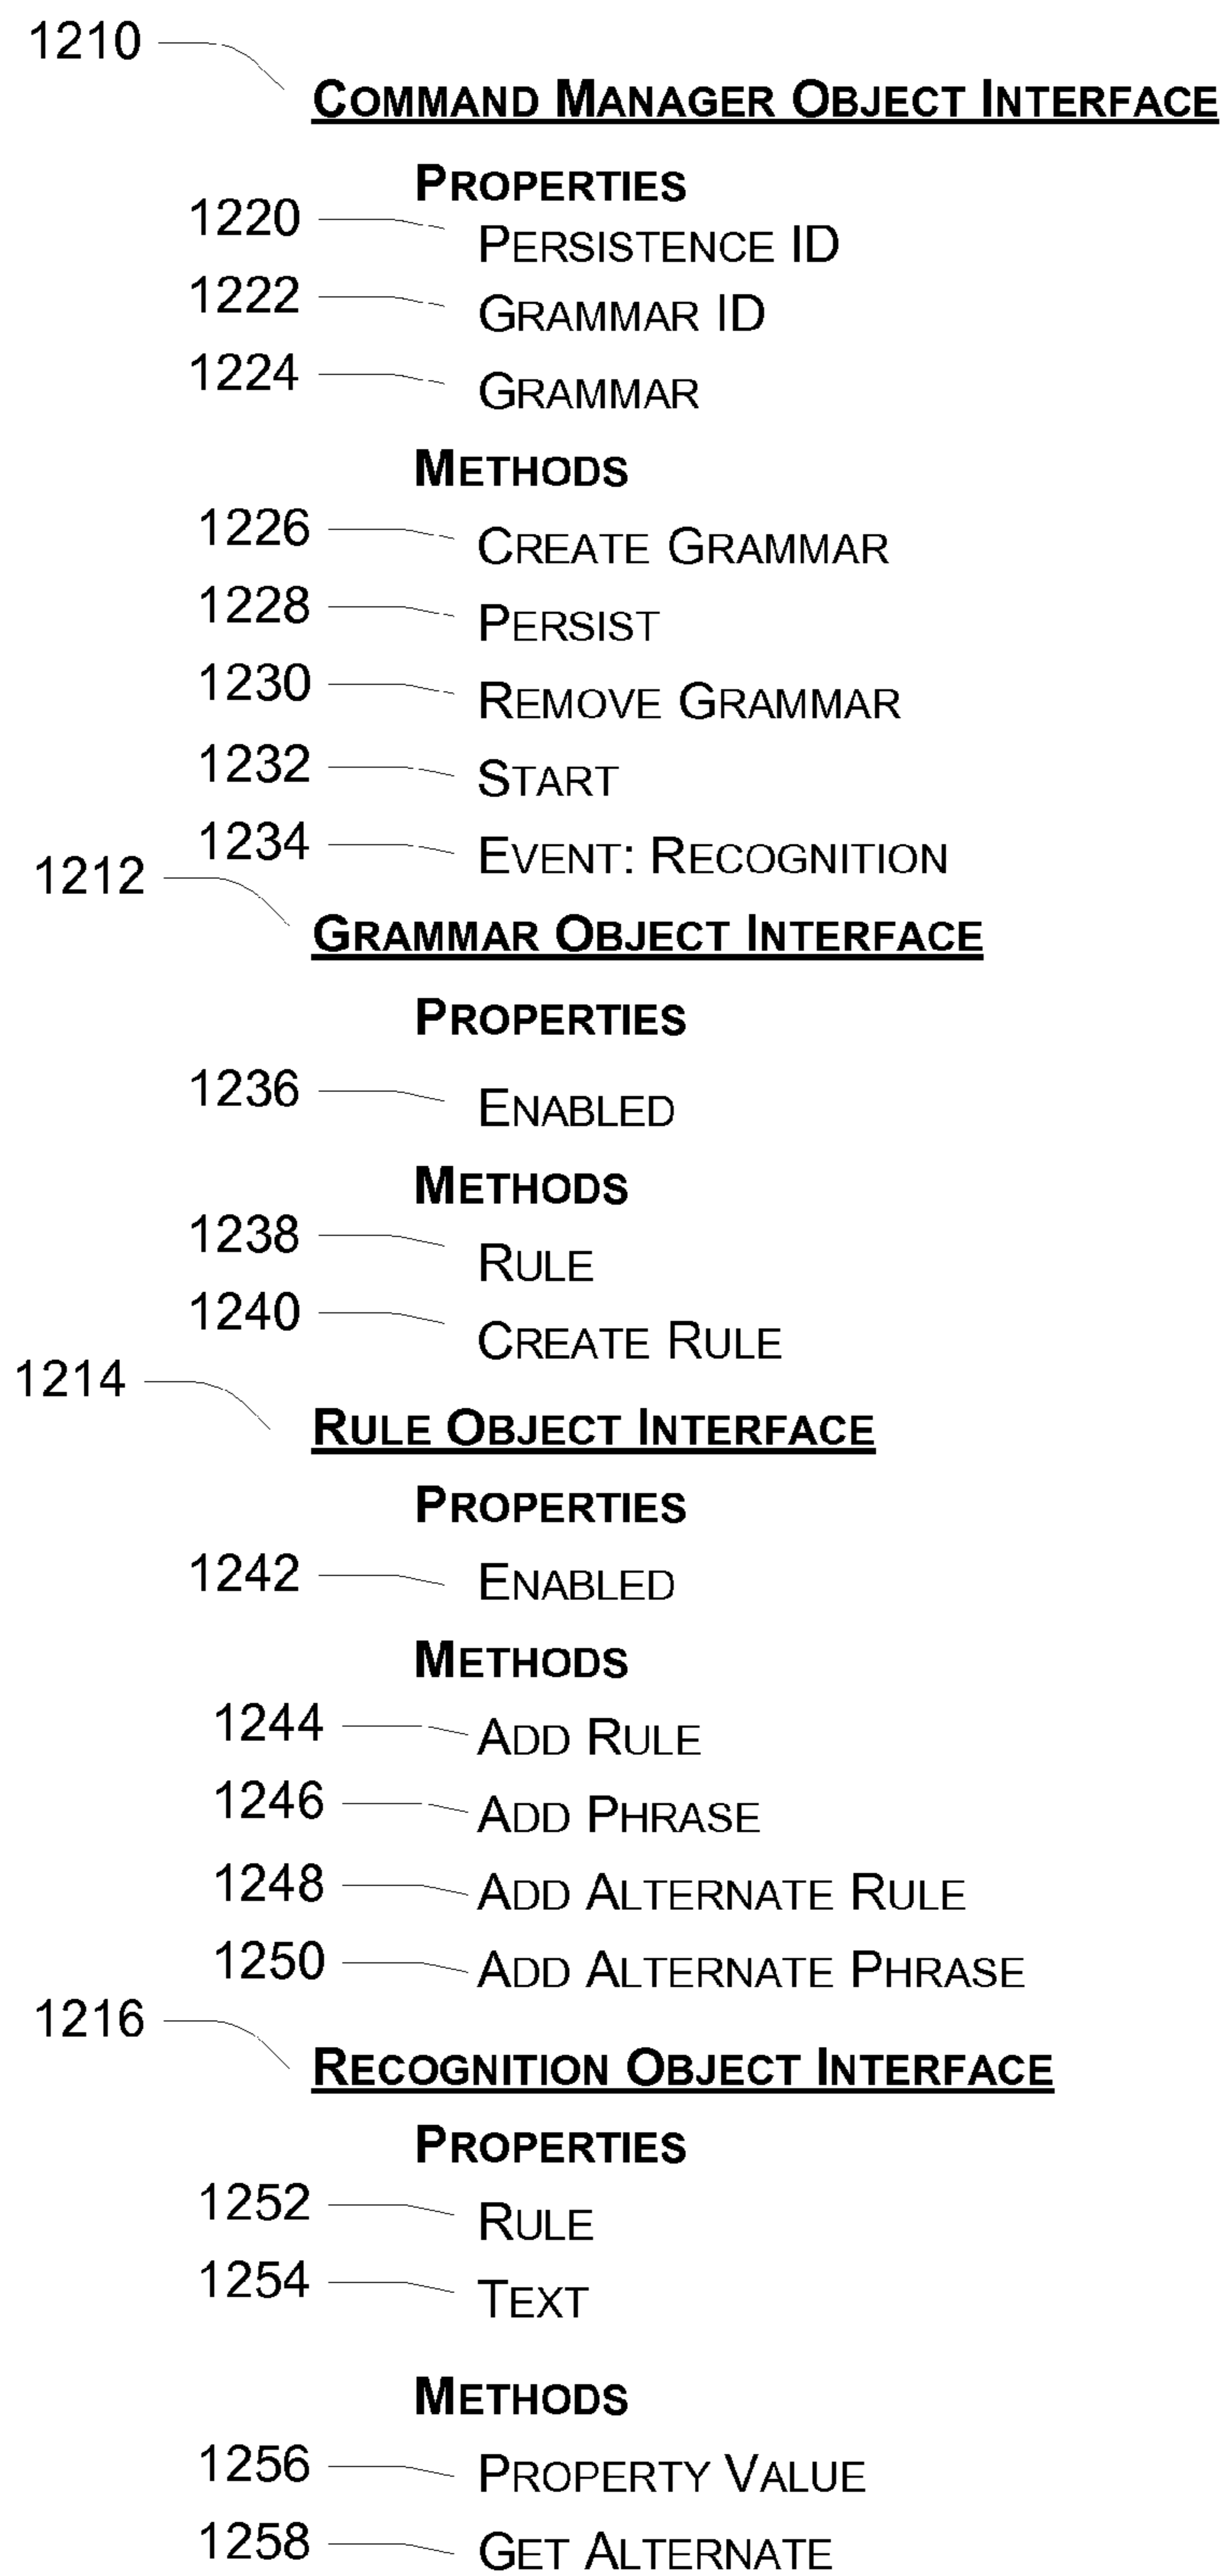 1210
COMMAND MANAGER OBJECT INTERFACE
PROPERTIES
1220 PERSISTENCE ID
1222 GRAMMAR ID
1224 GRAMMAR
METHODS
1226 CREATE GRAMMAR
1228 PERSIST
1230 REMOVE GRAMMAR
1232 START
1234 EVENT: RECOGNITION
1212
GRAMMAR OBJECT INTERFACE
PROPERTIES
1236 ENABLED
METHODS
1238 RULE
1240 CREATE RULE
1214
RULE OBJECT INTERFACE
PROPERTIES
1242 ENABLED
METHODS
1244 ADD RULE
1246 ADD PHRASE
1248 ADD ALTERNATE RULE
1250 ADD ALTERNATE PHRASE
1216
RECOGNITION OBJECT INTERFACE
PROPERTIES
1252 RULE
1254 TEXT
METHODS
1256 PROPERTY VALUE
1258 GET ALTERNATE